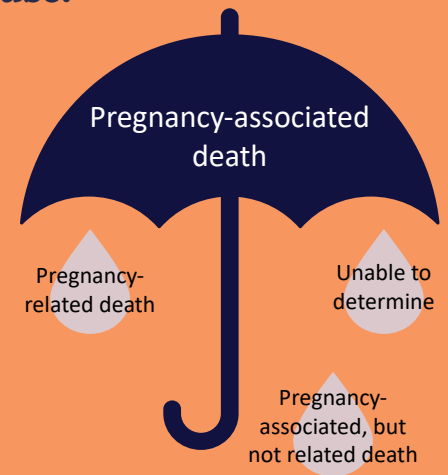 Pregnancy-associated
death
Pregnancy-
related death
Unable to
determine
Pregnancy-
associated, but
not related death